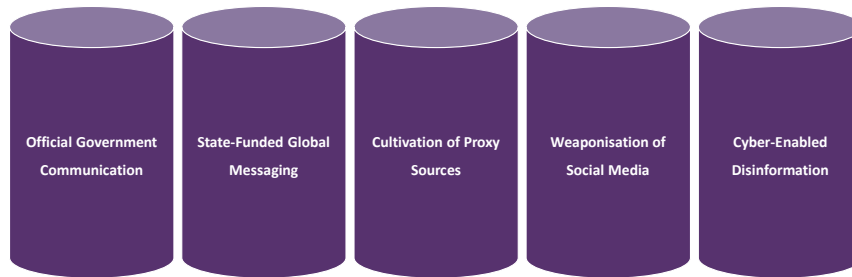 Official Government
Communication
State-Funded Global
Messaging
Cultivation of Proxy
Sources
Weaponisation of
Social Media
Cyber-Enabled
Disinformation